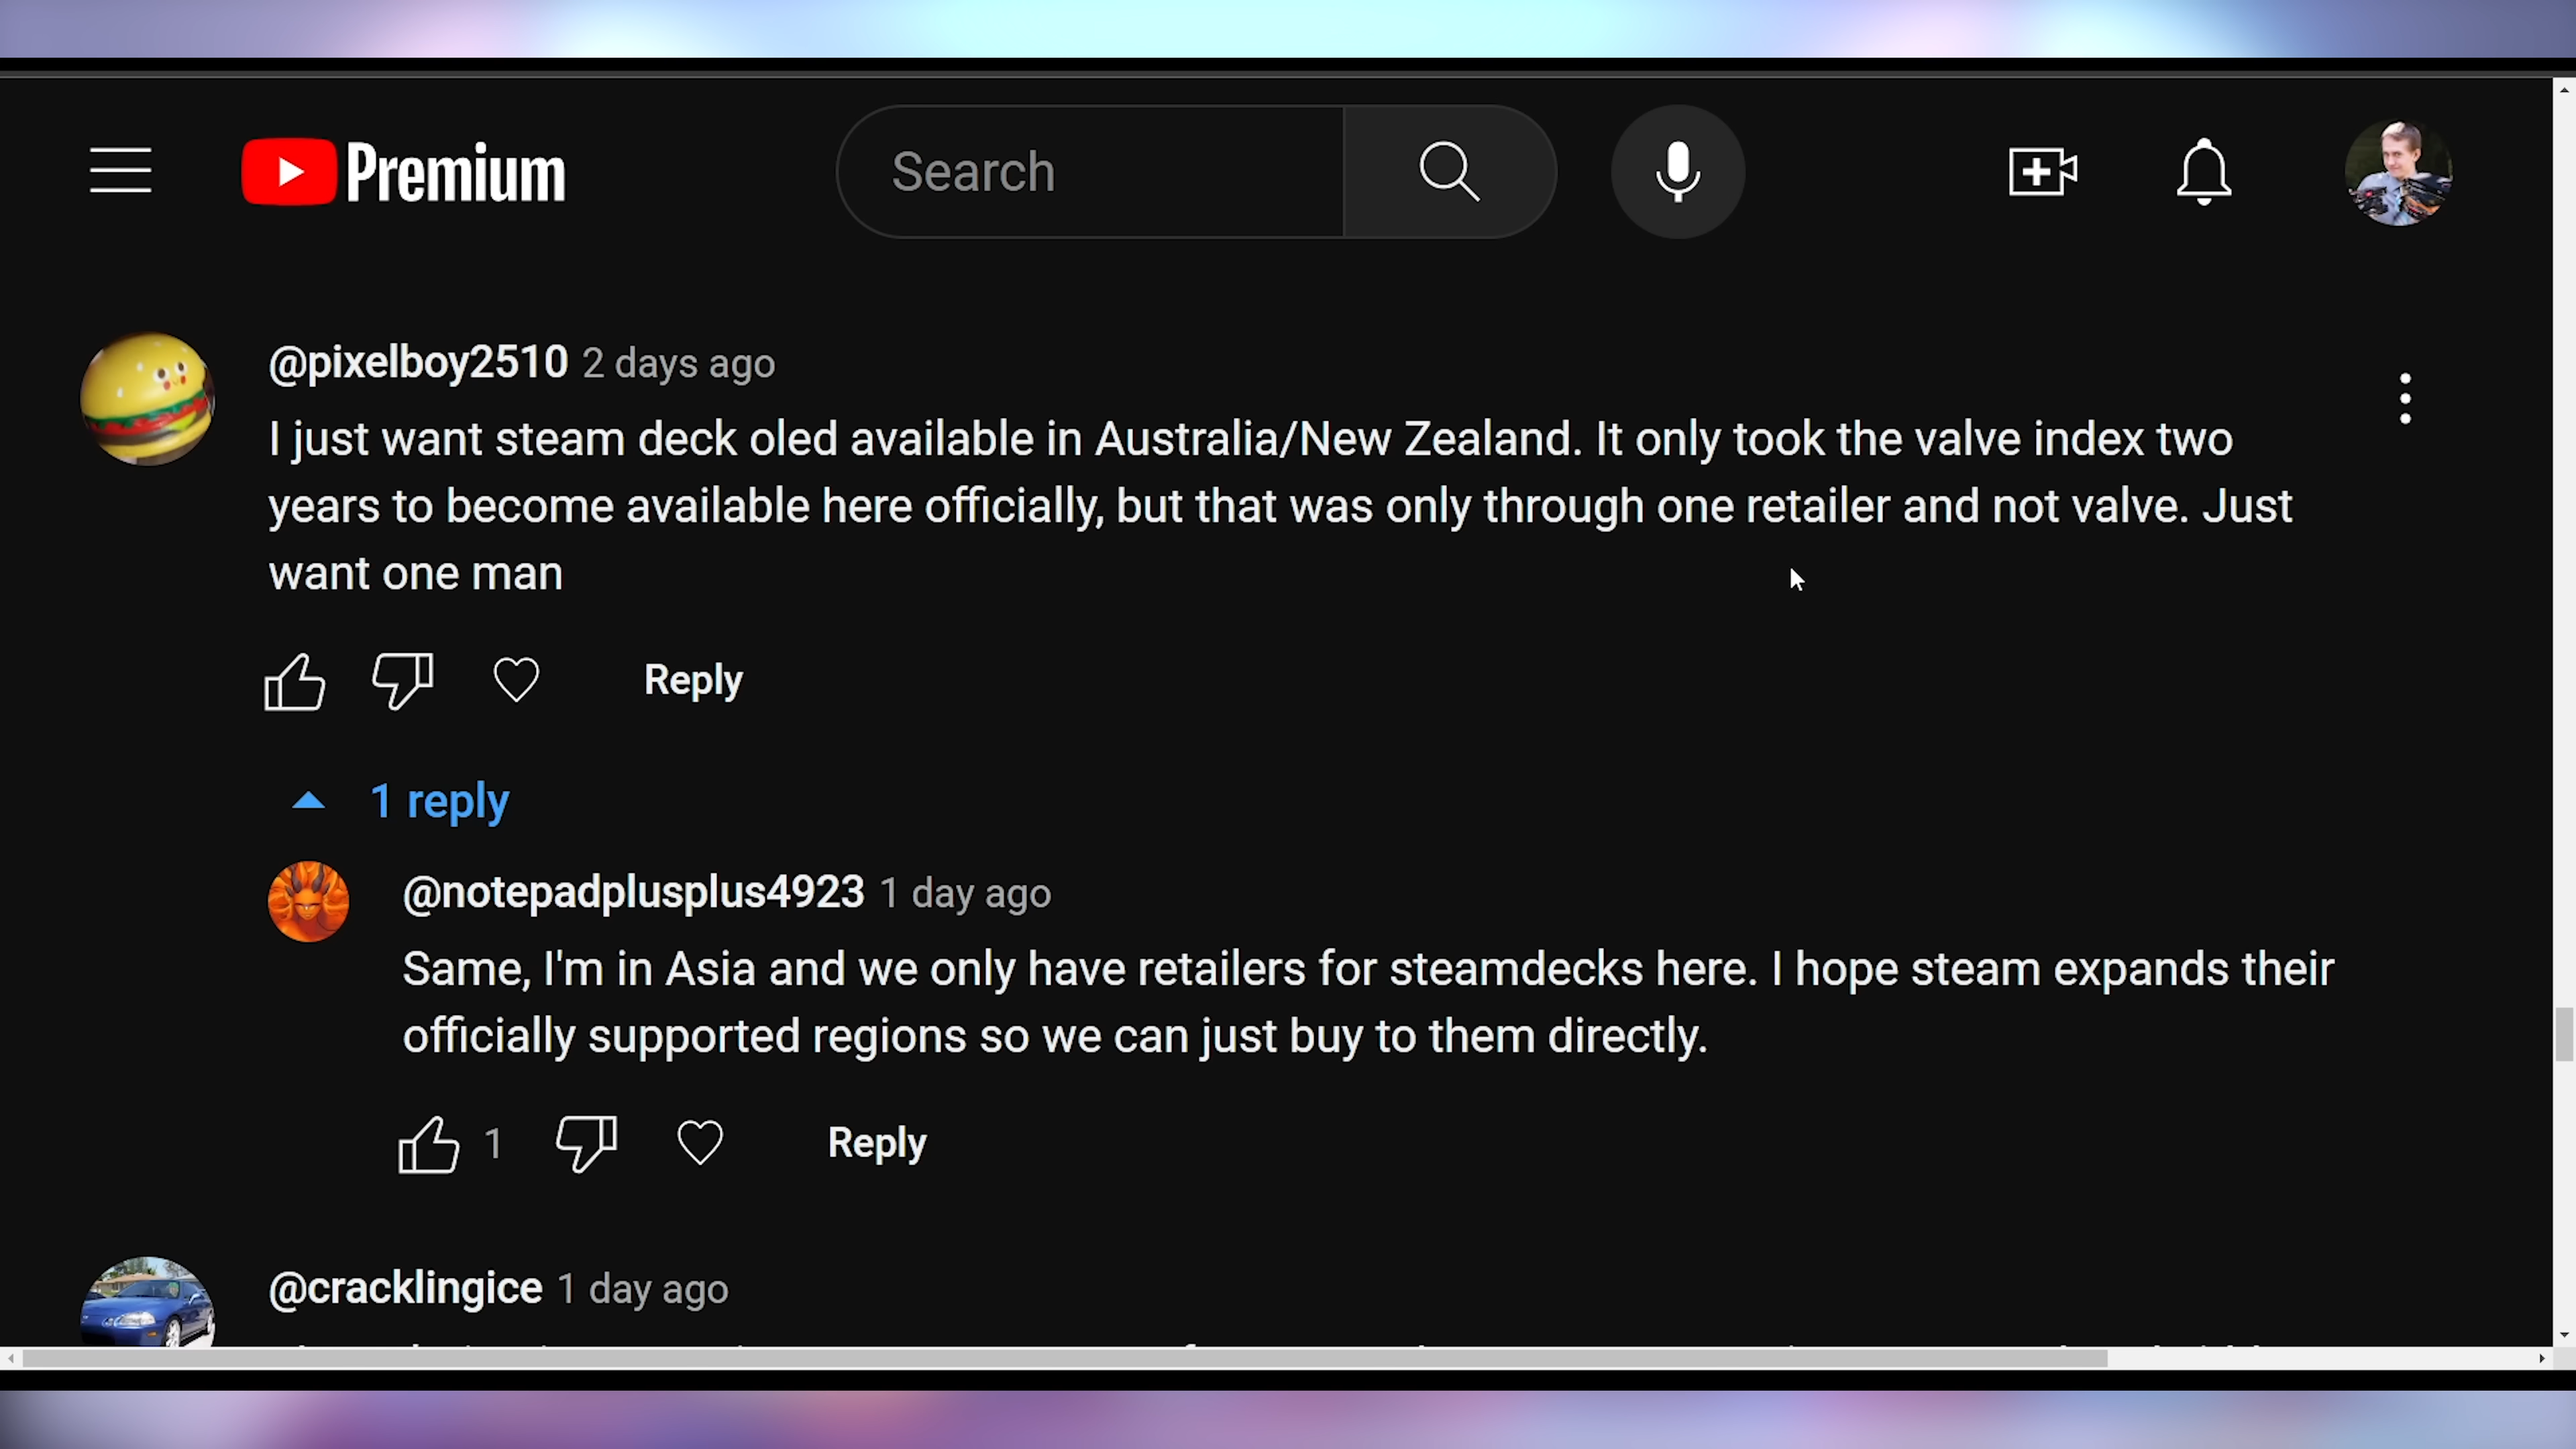 Premium
Search
@pixelboy2510 2 days ago
I just want steam deck oled available in Australia/New Zealand. It only took the valve index two
years to become available here officially, but that was only through one retailer and not valve. Just
want one man
Reply
1 reply
@notepadplusplus4923 1 day ago
Same, I'm in Asia and we only have retailers for steamdecks here. I hope steam expands their
officially supported regions so we can just buy to them directly.
1 Reply
@cracklingice 1 day ago